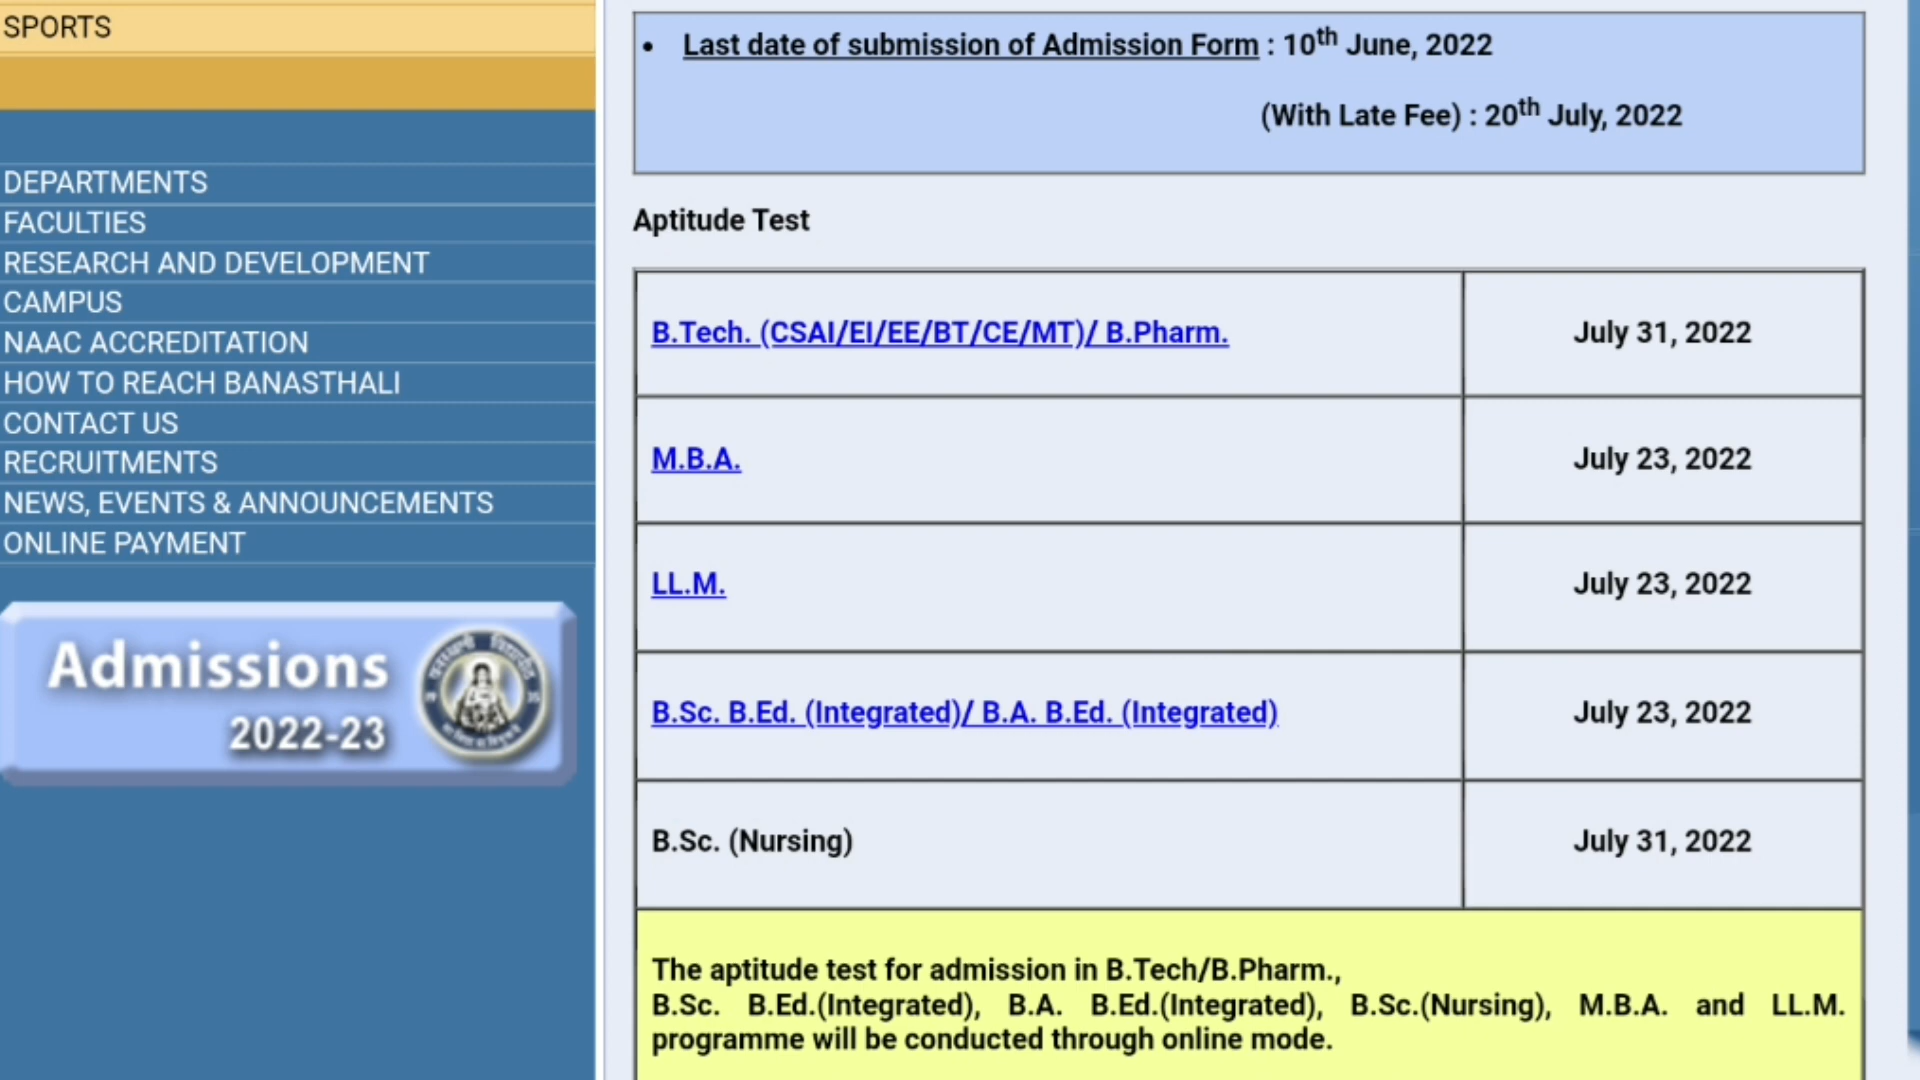 SPORTS
DEPARTMENTS
FACULTIES
RESEARCH AND DEVELOPMENT
CAMPUS
NAAC ACCREDITATION
HOW TO REACH BANASTHALI
CONTACT US
RECRUITMENTS
NEWS, EVENTS & ANNOUNCEMENTS
ONLINE PAYMENT
Admissions
2022-23
• Last date of submission of Admission Form : 10th June, 2022
(With Late Fee) : 20th July, 2022
Aptitude Test
B.Tech. (CSAI/EI/EE/BT/CE/MT)/ B.Pharm. July 31, 2022
M.B.A. July 23, 2022
LL.M. July 23, 2022
B.Sc. B.Ed. (Integrated)/ B.A. B.Ed. (Integrated) July 23, 2022
B.Sc. (Nursing) July 31, 2022
The aptitude test for admission in B.Tech/B.Pharm.,
B.Sc. B.Ed.(Integrated), B.A. B.Ed.(Integrated), B.Sc.(Nursing), M.B.A. and LL.M.
programme will be conducted through online mode.